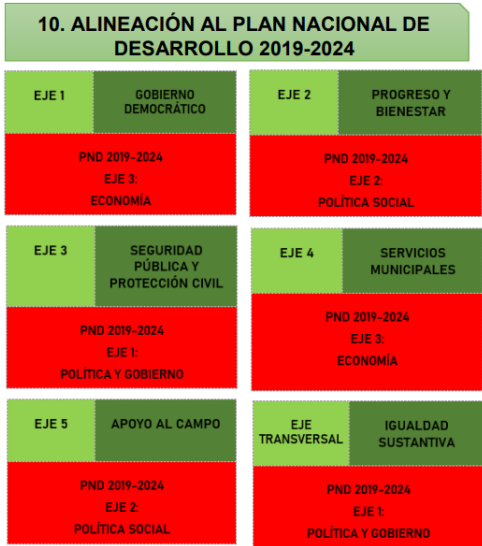 10. ALINEACIÓN AL PLAN NACIONAL DE
DESARROLLO 2019-2024
EJE 1
GOBIERNO
DEMOCRÁTICO
PND 2019-2024
EJE 3:
ECONOMÍA
EJE 2
PROGRESO Y
BIENESTAR
PND 2019-2024
EJE 2:
POLÍTICA SOCIAL
EJE 3
SEGURIDAD
PÚBLICA Y
PROTECCIÓN CIVIL
PND 2019-2024
EJE 1:
POLÍTICA Y GOBIERNO
EJE 4
SERVICIOS
MUNICIPALES
PND 2019-2024
EJE 3:
ECONOMÍA
EJE 5
APOYO AL CAMPO
PND 2019-2024
EJE 2:
POLÍTICA SOCIAL
EJE
TRANSVERSAL
IGUALDAD
SUSTANTIVA
PND 2019-2024
EJE 1:
POLÍTICA Y GOBIERNO